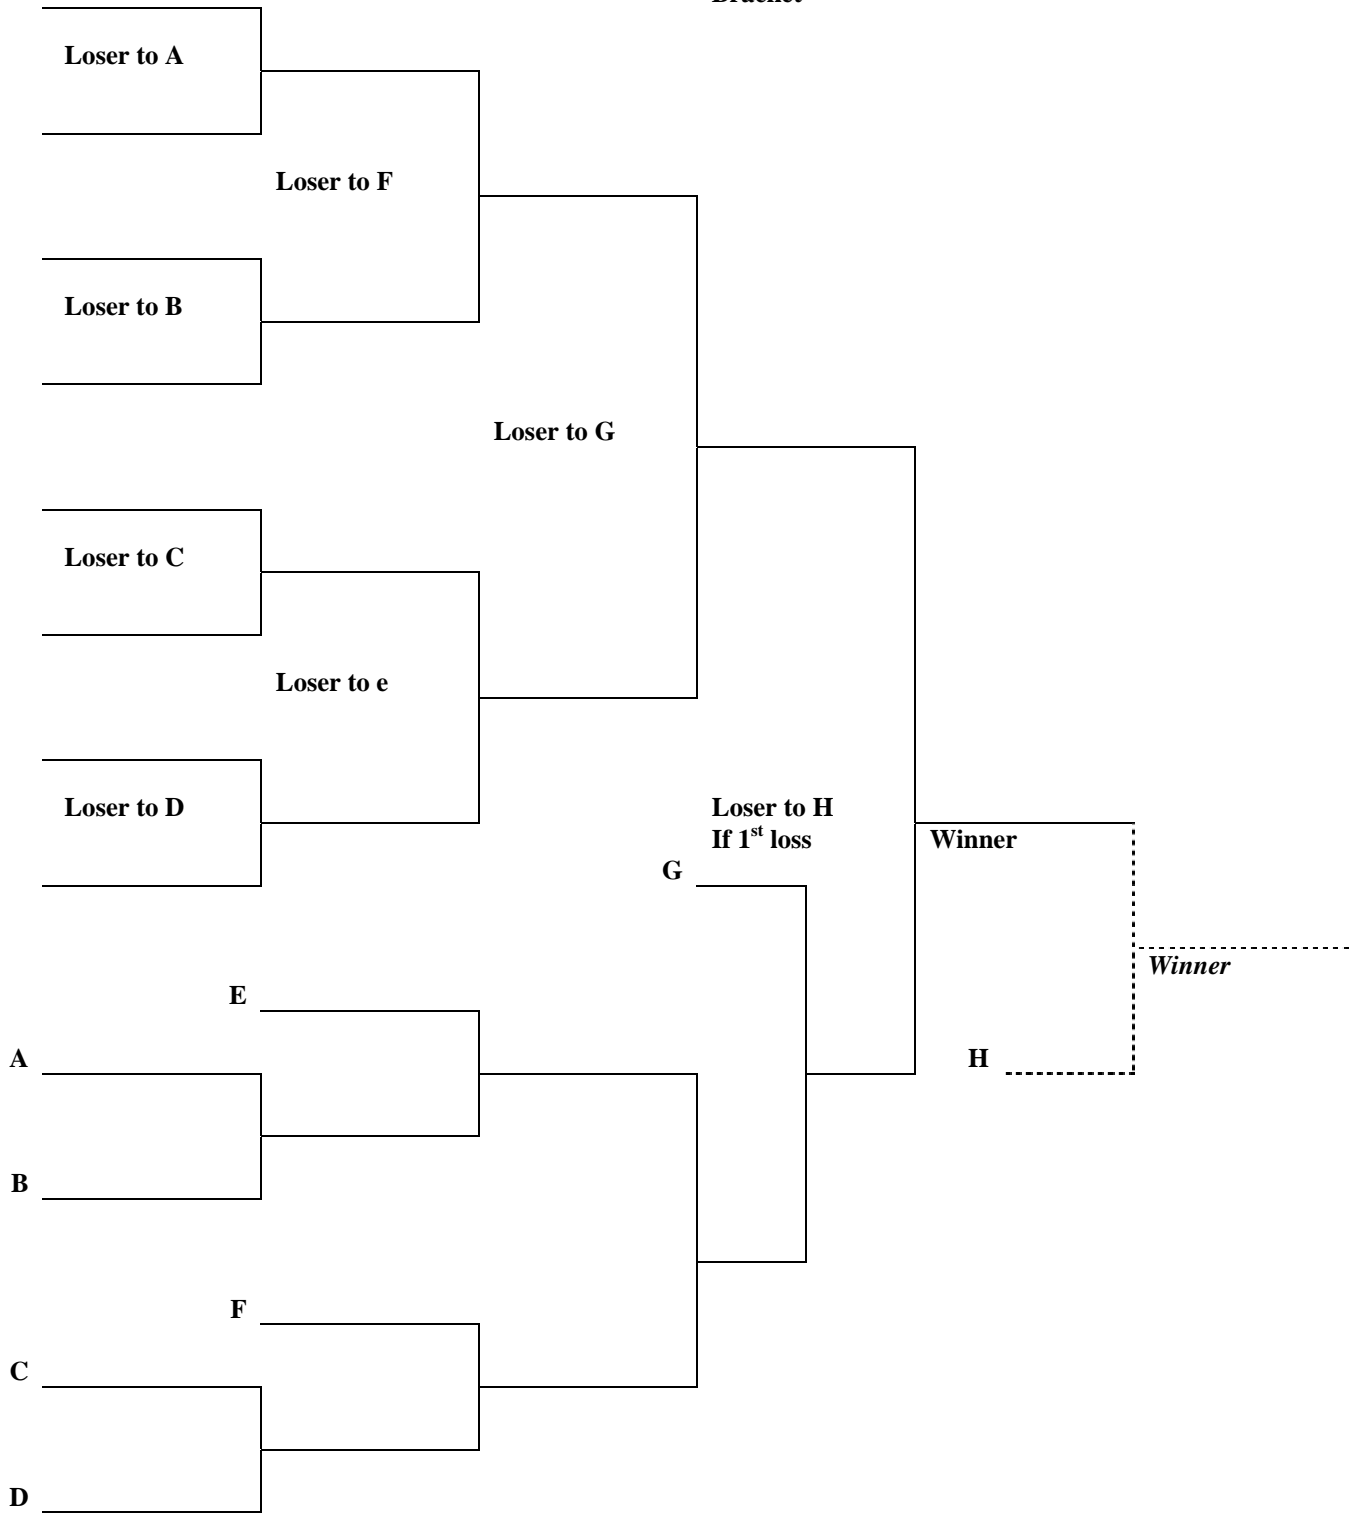 Loser to A
Loser to F
Loser to B
Loser to G
Loser to C
Loser to e
Loser to D
Loser to H
If 1st loss
Winner
G
Winner
E
A
H
B
F
C
D